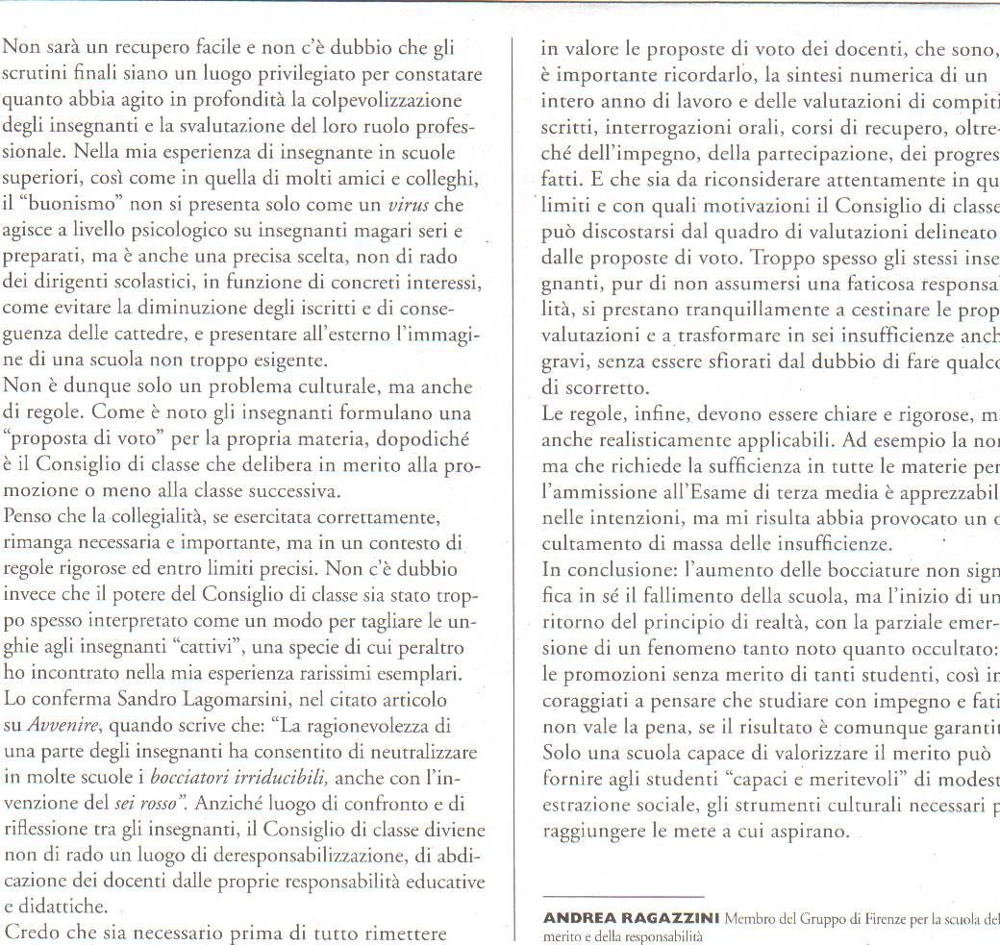 Non sarà un recupero facile e non c'è dubbio che gli
scrutini finali siano un luogo privilegiato per constatare
quanto abbia agito in profondità la colpevolizzazione
degli insegnanti e la svalutazione del loro ruolo profes-
sionale. Nella mia esperienza di insegnante in scuole
superiori, così come in quella di molti amici e colleghi,
il “buonismo” non si presenta solo come un virus che
agisce a livello psicologico su insegnanti magari seri e
preparati, ma è anche una precisa scelta, non di rado
dei dirigenti scolastici, in funzione di concreti interessi,
come evitare la diminuzione degli iscritti e di conse-
guenza delle cattedre, e presentare all'esterno l'immagi-
ne di una scuola non troppo esigente.
Non è dunque solo un problema culturale, ma anche
di regole. Come è noto gli insegnanti formulano una
“proposta di voto” per la propria materia, dopodiché
è il Consiglio di classe che delibera in merito alla pro-
mozione o meno alla classe successiva.
Penso che la collegialità, se esercitata correttamente,
rimanga necessaria e importante, ma in un contesto di
regole rigorose ed entro limiti precisi. Non c'è dubbio
invece che il potere del Consiglio di classe sia stato trop-
po spesso interpretato come un modo per tagliare le un-
ghie agli insegnanti “cattivi”, una specie di cui peraltro
ho incontrato nella mia esperienza rarissimi esemplari.
Lo conferma Sandro Lagomarsini, nel citato articolo
su Avvenire, quando scrive che: “La ragionevolezza di
una parte degli insegnanti ha consentito di neutralizzare
in molte scuole i bocciatori irriducibili, anche con l'in-
venzione del sei rosso”. Anziché luogo di confronto e di
riflessione tra gli insegnanti, il Consiglio di classe diviene
non di rado un luogo di deresponsabilizzazione, di abdi-
cazione dei docenti dalle proprie responsabilità educative
e didattiche.
Credo che sia necessario prima di tutto rimettere
in valore le proposte di voto dei docenti, che sono,
è importante ricordarlo, la sintesi numerica di un
intero anno di lavoro e delle valutazioni di compiti
scritti, interrogazioni orali, corsi di recupero, oltre-
ché dell'impegno, della partecipazione, dei progres
fatti. E che sia da riconsiderare attentamente in qu
limiti e con quali motivazioni il Consiglio di classe
può discostarsi dal quadro di valutazioni delineato
dalle proposte di voto. Troppo spesso gli stessi inse
gnanti, pur di non assumersi una faticosa responsa
lità, si prestano tranquillamente a cestinare le prop
valutazioni e a trasformare in sei insufficienze anch
gravi, senza essere sfiorati dal dubbio di fare qualco
di scorretto.
Le regole, infine, devono essere chiare e rigorose, m
anche realisticamente applicabili. Ad esempio la nor
ma che richiede la sufficienza in tutte le materie per
l'ammissione all'Esame di terza media è apprezzabil
nelle intenzioni, ma mi risulta abbia provocato un o
cultamento di massa delle insufficienze.
In conclusione: l'aumento delle bocciature non sign
fica in sé il fallimento della scuola, ma l'inizio di un
ritorno del principio di realtà, con la parziale emer-
sione di un fenomeno tanto noto quanto occultato:
le promozioni senza merito di tanti studenti, così in
coraggiati a pensare che studiare con impegno e fati
non vale la pena, se il risultato è comunque garantit
Solo una scuola capace di valorizzare il merito può
fornire agli studenti “capaci e meritevoli” di modest
estrazione sociale, gli strumenti culturali necessari p
raggiungere le mete a cui aspirano.
ANDREA RAGAZZINI Membro del Gruppo di Firenze per la scuola del
merito e della responsabilità